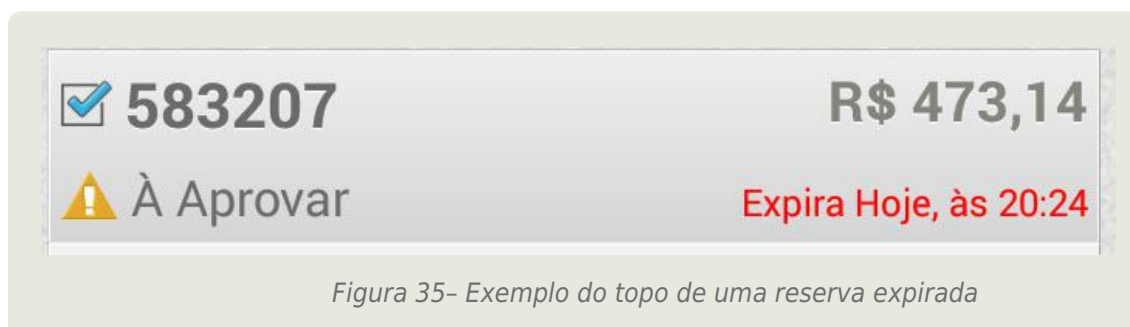 583207 R$ 473,14
À Aprovar Expira Hoje, às 20:24
Figura 35– Exemplo do topo de uma reserva expirada